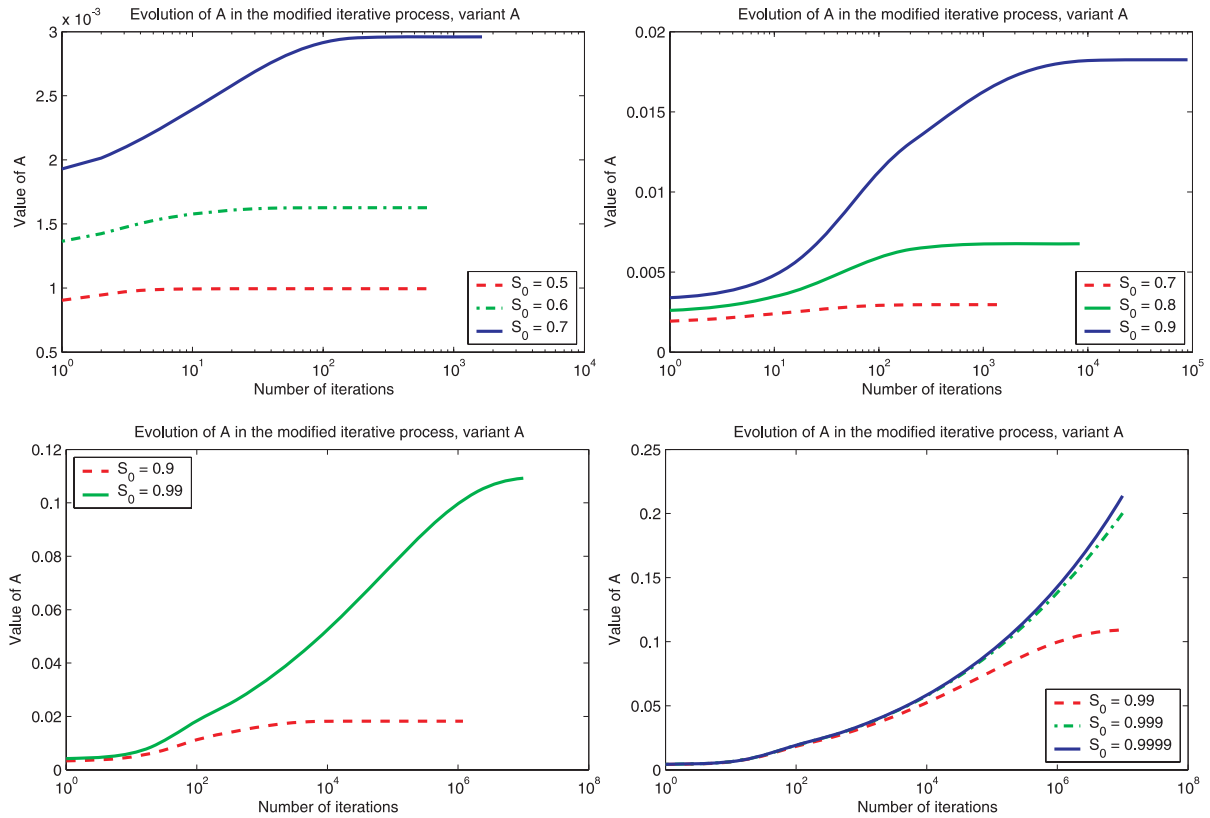 Evolution of A in the modified iterative process, variant A
x 10^-3
3
2.5
2
1.5
1
0.5
Value of A
10^0 10^1 10^2 10^3 10^4
Number of iterations
S_0 = 0.5
S_0 = 0.6
S_0 = 0.7
Evolution of A in the modified iterative process, variant A
0.02
0.015
0.01
0.005
0
Value of A
10^0 10^1 10^2 10^3 10^4 10^5
Number of iterations
S_0 = 0.7
S_0 = 0.8
S_0 = 0.9
Evolution of A in the modified iterative process, variant A
0.12
0.1
0.08
0.06
0.04
0.02
0
Value of A
10^0 10^2 10^4 10^6 10^8
Number of iterations
S_0 = 0.9
S_0 = 0.99
Evolution of A in the modified iterative process, variant A
0.25
0.2
0.15
0.1
0.05
0
Value of A
10^0 10^2 10^4 10^6 10^8
Number of iterations
S_0 = 0.99
S_0 = 0.999
S_0 = 0.9999